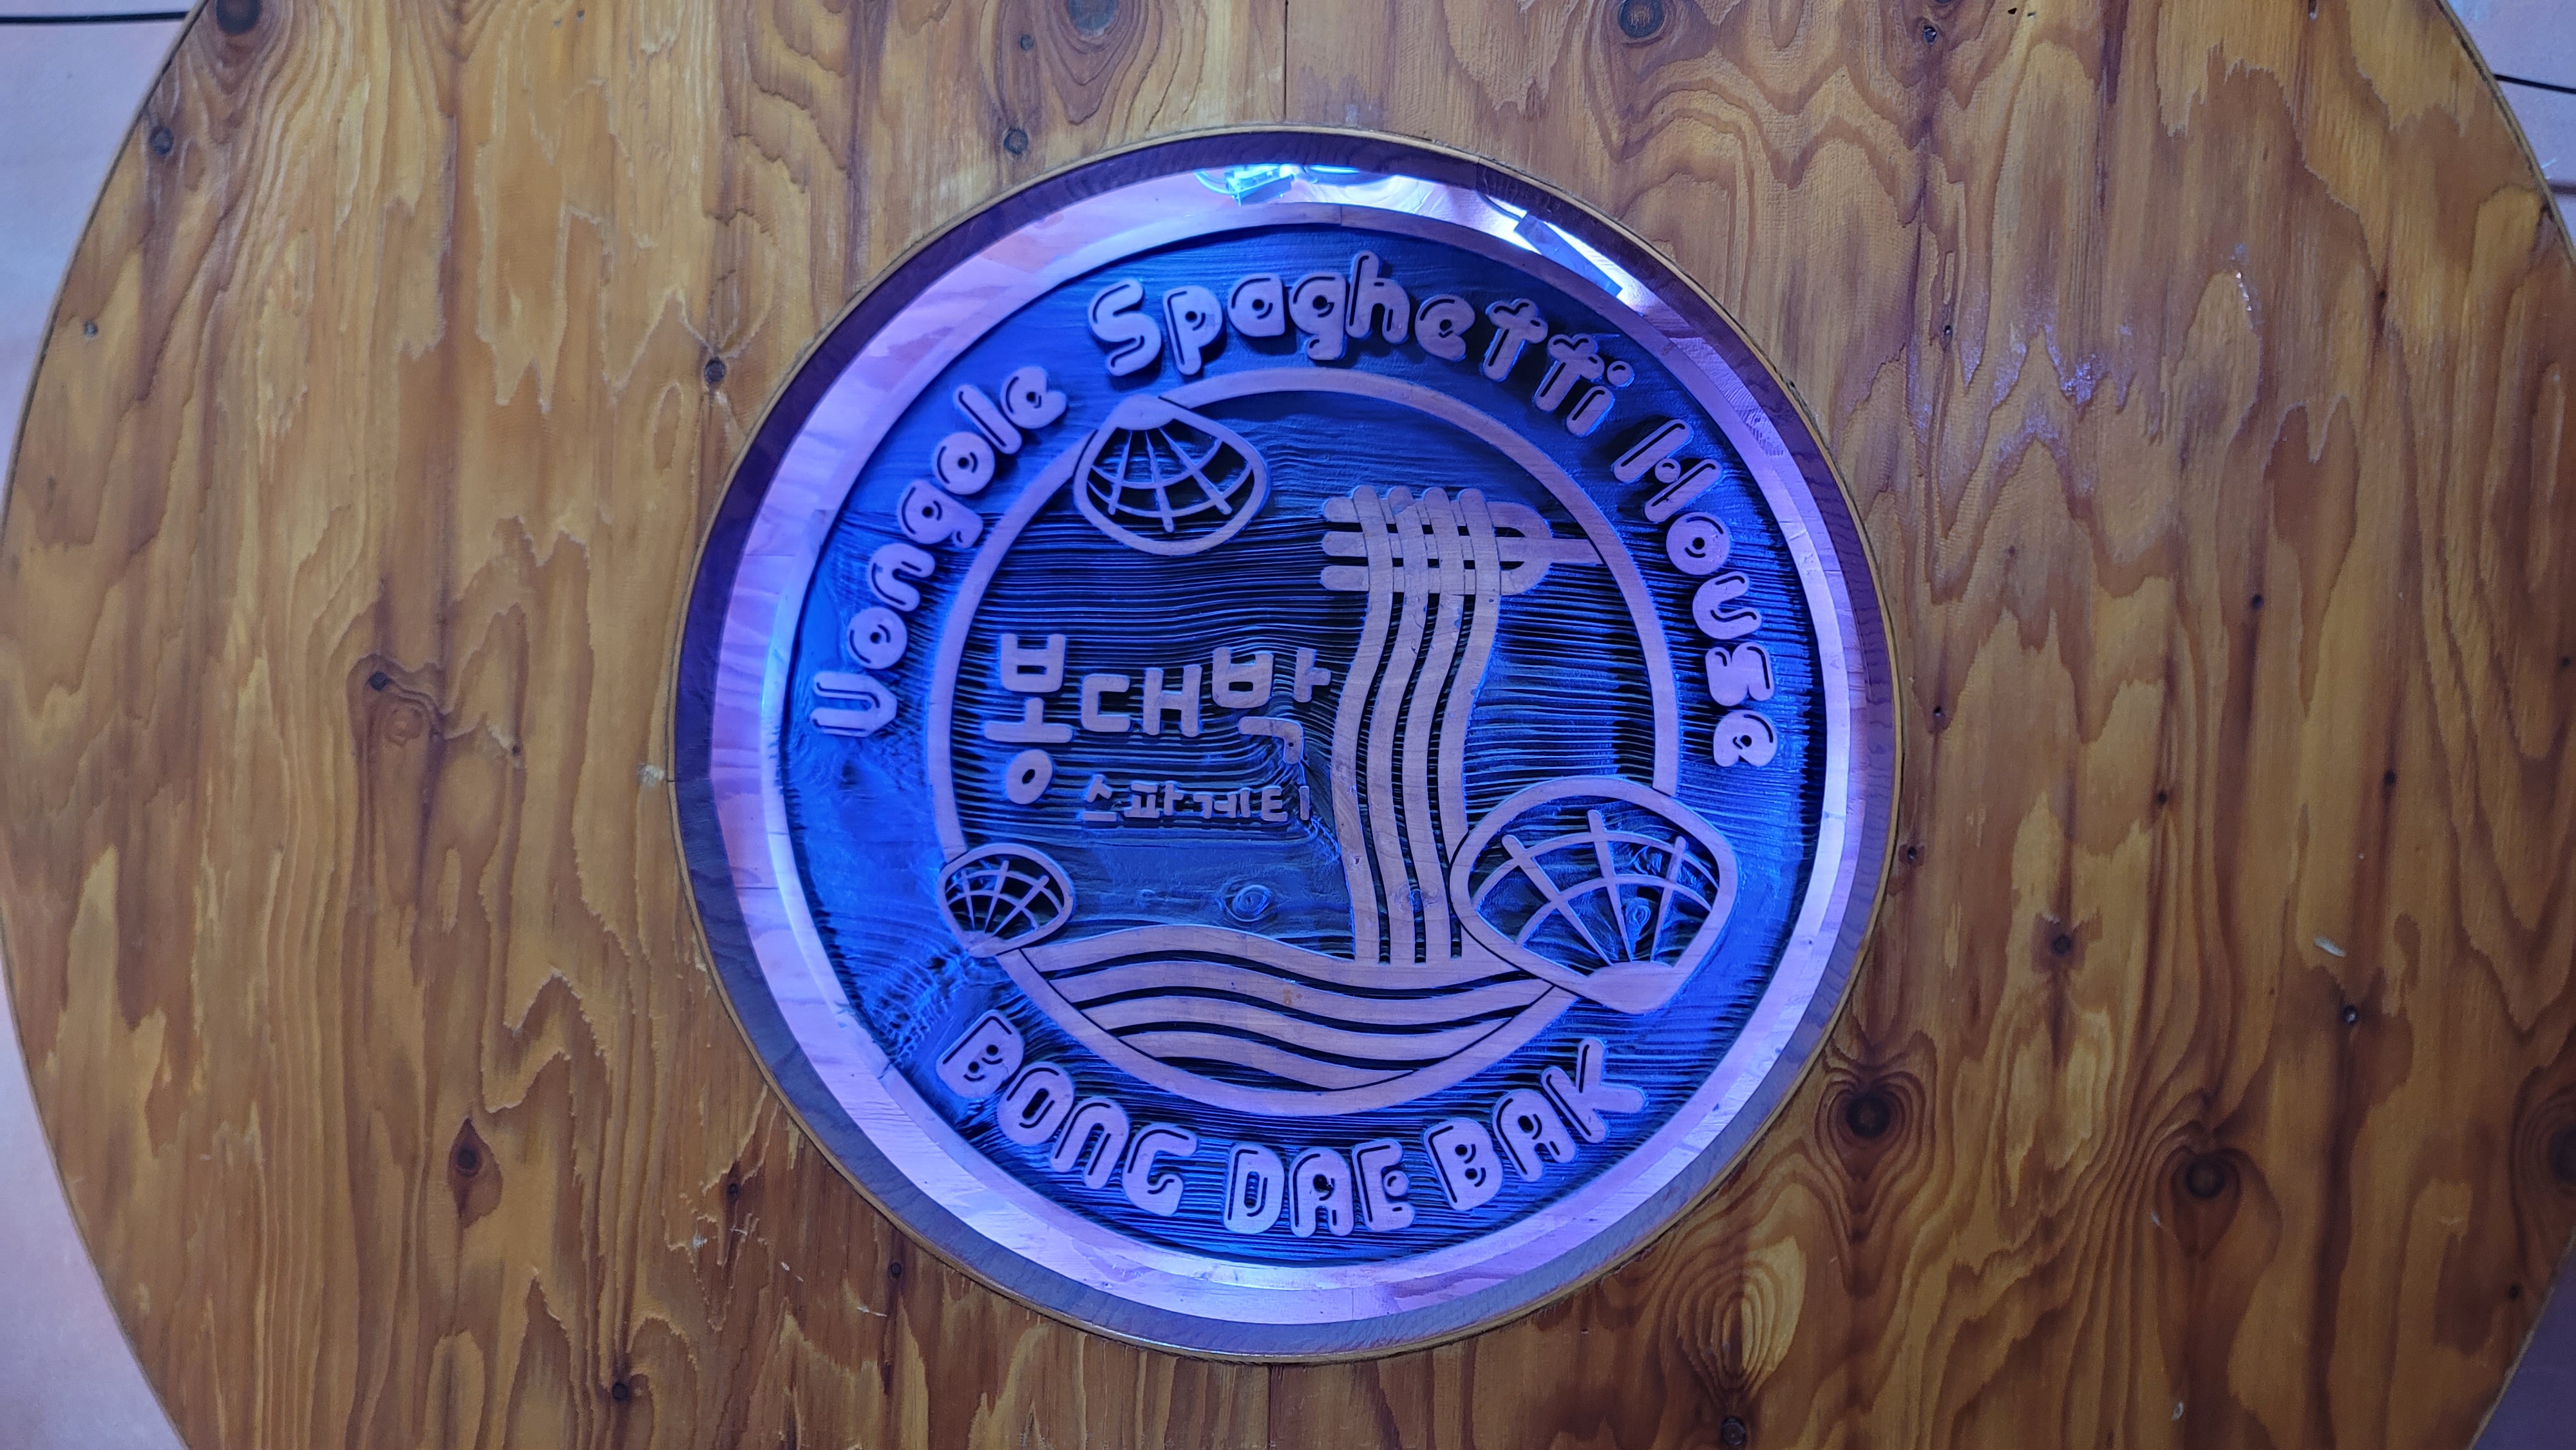 Vongole Spaghetti House
봉대박
스파게티
BONG DAE BAK